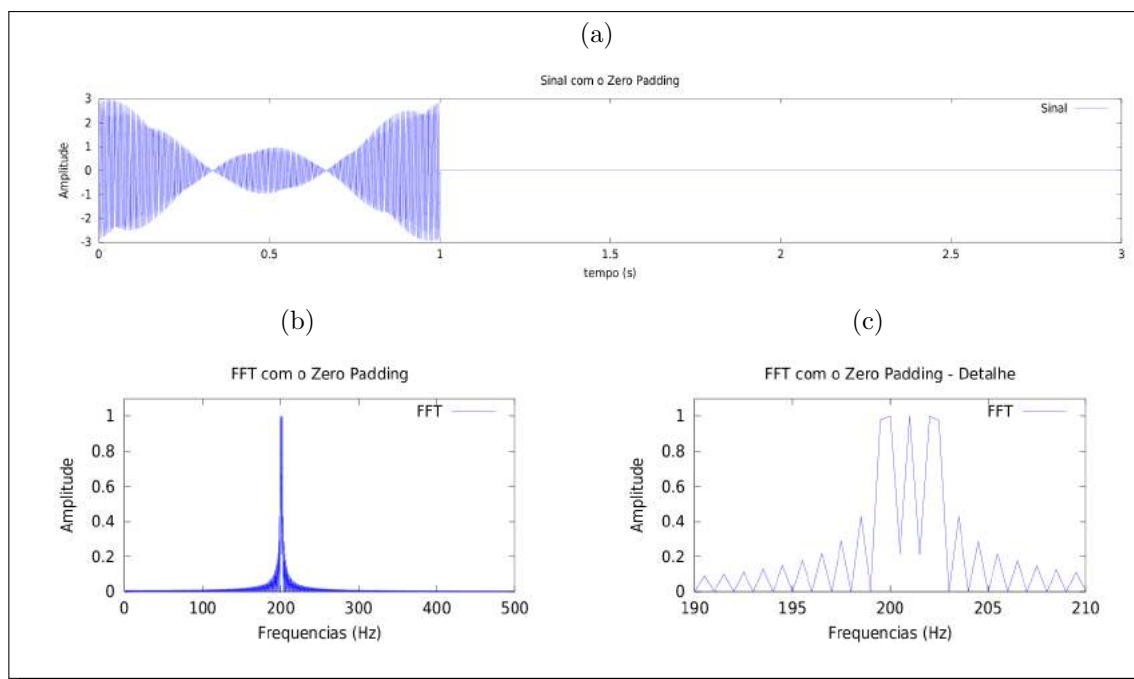 (a)
Sinal com o Zero Padding
3
2
1
0
-1
-2
-3
Amplitude
Sinal
0
0.5
1
1.5
2
2.5
3
tempo (s)
(b)
FFT com o Zero Padding
FFT
1
0.8
0.6
0.4
0.2
0
Amplitude
0
100
200
300
400
500
Frequencias (Hz)
(c)
FFT com o Zero Padding - Detalhe
FFT
1
0.8
0.6
0.4
0.2
0
Amplitude
190
195
200
205
210
Frequencias (Hz)